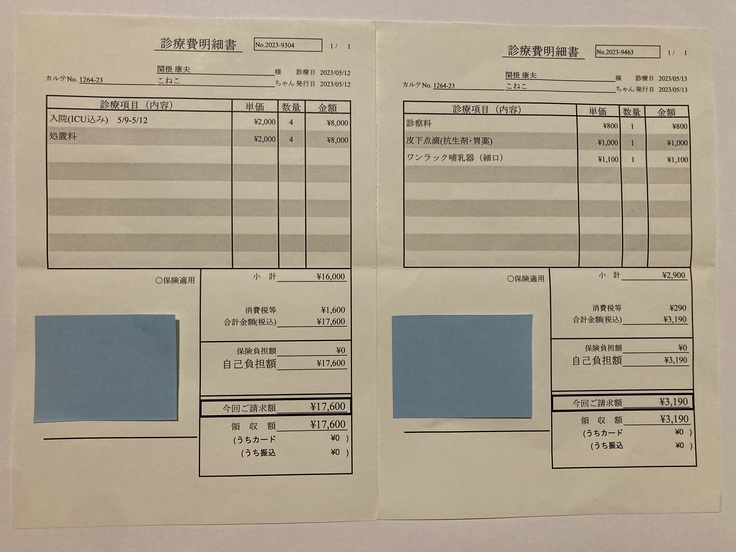 診療費明細書 No.2023-9304 1 / 1
関根 康夫 様 診療日 2023/05/12
カルテNo. 1264-23 こねこ ちゃん 発行日 2023/05/12
診療項目(内容) 単価 数量 金額
入院(ICU込み) 5/9-5/12 ¥2,000 4 ¥8,000
処置料 ¥2,000 4 ¥8,000
〇保険適用 小 計 ¥16,000
消費税等 ¥1,600
合計金額(税込) ¥17,600
保険負担額 ¥0
自己負担額 ¥17,600
今回ご請求額 ¥17,600
領 収 額 ¥17,600
(うちカード ¥0 )
(うち振込 ¥0 )
診療費明細書 No.2023-9463 1 / 1
関根 康夫 様 診療日 2023/05/13
カルテNo. 1264-23 こねこ ちゃん 発行日 2023/05/13
診療項目(内容) 単価 数量 金額
診察料 ¥800 1 ¥800
皮下点滴(抗生剤・胃薬) ¥1,000 1 ¥1,000
ワンラック哺乳器(細口) ¥1,100 1 ¥1,100
〇保険適用 小 計 ¥2,900
消費税等 ¥290
合計金額(税込) ¥3,190
保険負担額 ¥0
自己負担額 ¥3,190
今回ご請求額 ¥3,190
領 収 額 ¥3,190
(うちカード ¥0 )
(うち振込 ¥0 )